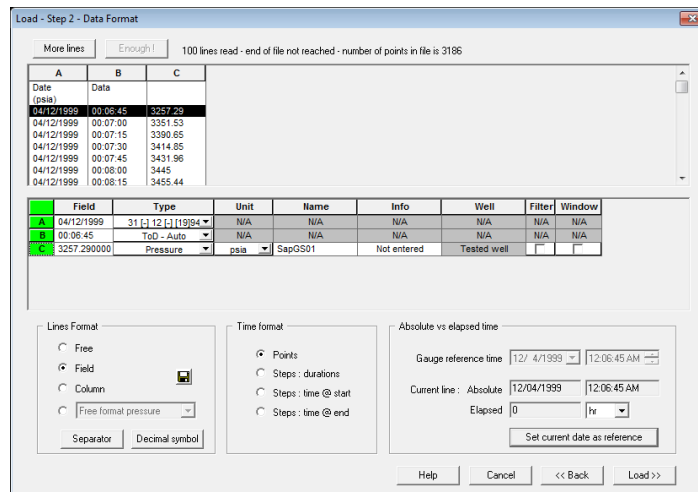 Load - Step 2 - Data Format
More lines Enough! 100 lines read - end of file not reached - number of points in file is 3186
A B C
Date Data
(psia)
04/12/1999 00:06:45 3257.29
04/12/1999 00:07:00 3351.53
04/12/1999 00:07:15 3390.65
04/12/1999 00:07:30 3414.85
04/12/1999 00:07:45 3431.96
04/12/1999 00:08:00 3445
04/12/1999 00:08:15 3455.44
Field Type Unit Name Info Well Filter Window
A 04/12/1999 31 [-] 12 [-] [19]94 N/A N/A N/A N/A N/A N/A
B 00:06:45 ToD - Auto N/A N/A N/A N/A N/A N/A
C 3257.290000 Pressure psia SapGS01 Not entered Tested well
Lines Format
Free
Field
Column
Free format pressure
Separator Decimal symbol
Time format
Points
Steps : durations
Steps : time @ start
Steps : time @ end
Absolute vs elapsed time
Gauge reference time 12/ 4/1999 12:06:45 AM
Current line : Absolute 12/04/1999 12:06:45 AM
Elapsed 0 hr
Set current date as reference
Help Cancel << Back Load >>